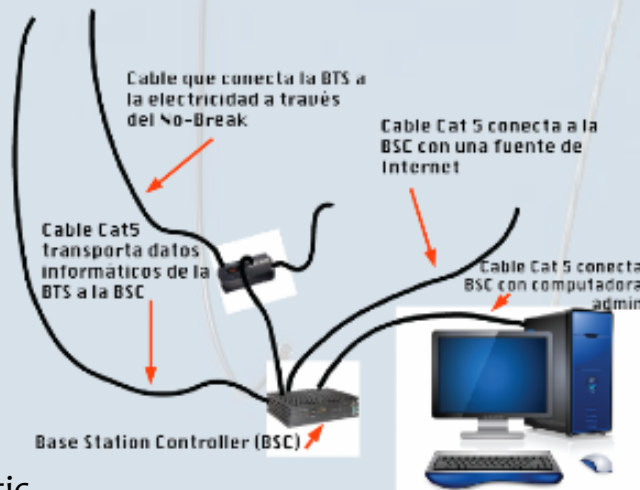 Cable que conecta la BTS a
la electricidad a través
del No-Break
Cable Cat 5 conecta a la
BSC con una fuente de
Internet
Cable Cat5
transporta datos
informáticos de la
BTS a la BSC
Cable Cat 5 conecta
BSC con computadora
admin
Base Station Controller (BSC)
tic